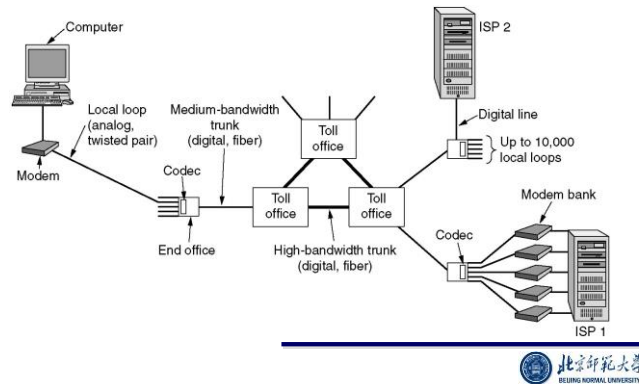 Computer
ISP 2
Local loop
(analog,
twisted pair)
Medium-bandwidth
trunk
(digital, fiber)
Digital line
Toll
office
Up to 10,000
local loops
Modem
Codec
Toll
office
Toll
office
Modem bank
End office
High-bandwidth trunk
(digital, fiber)
Codec
ISP 1
北京师范大学
BEIJING NORMAL UNIVERSITY